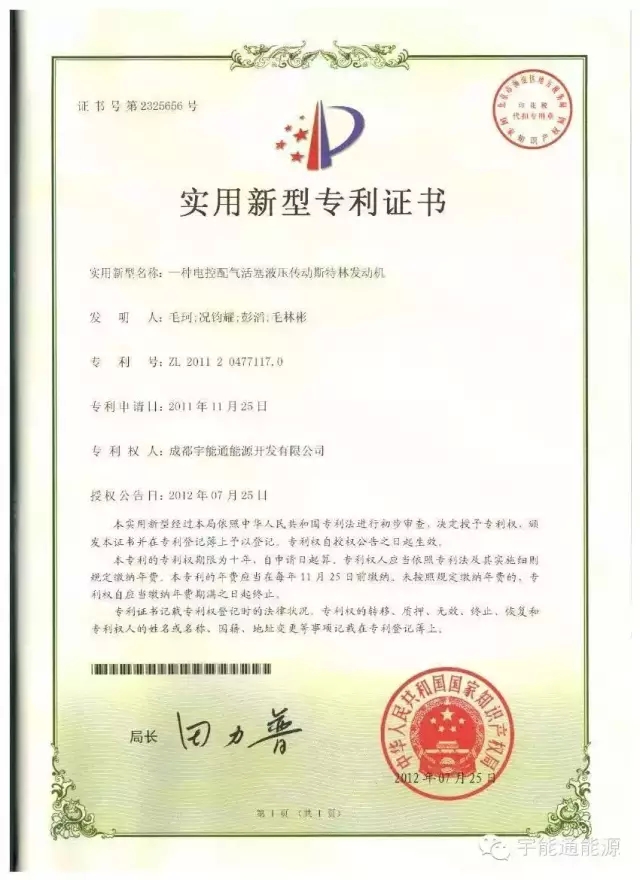 证书号第2325656号
实用新型专利证书
实用新型名称：一种电控配气活塞液压传动斯特林发动机
发明人：毛珂;况钧耀;彭滔;毛林彬
专利号：ZL 2011 2 0477117.0
专利申请日：2011年11月25日
专利权人：成都宇能通能源开发有限公司
授权公告日：2012年07月25日
本实用新型经过本局依照中华人民共和国专利法进行初步审查，决定授予专利权，颁
发本证书并在专利登记簿上予以登记。专利权自授权公告之日起生效。
本专利的专利权期限为十年，自申请日起算。专利权人应当依照专利法及其实施细则
规定缴纳年费。本专利的年费应当在每年11月25日前缴纳。未按照规定缴纳年费的，专
利权自应当缴纳年费期满之日起终止。
专利证书记载专利权登记时的法律状况。专利权的转移、质押、无效、终止、恢复和
专利权人的姓名或名称、国籍、地址变更等事项记载在专利登记簿上。
局长 田力普
中华人民共和国国家知识产权局
2012年07月25日
第1页（共1页）
宇能通能源